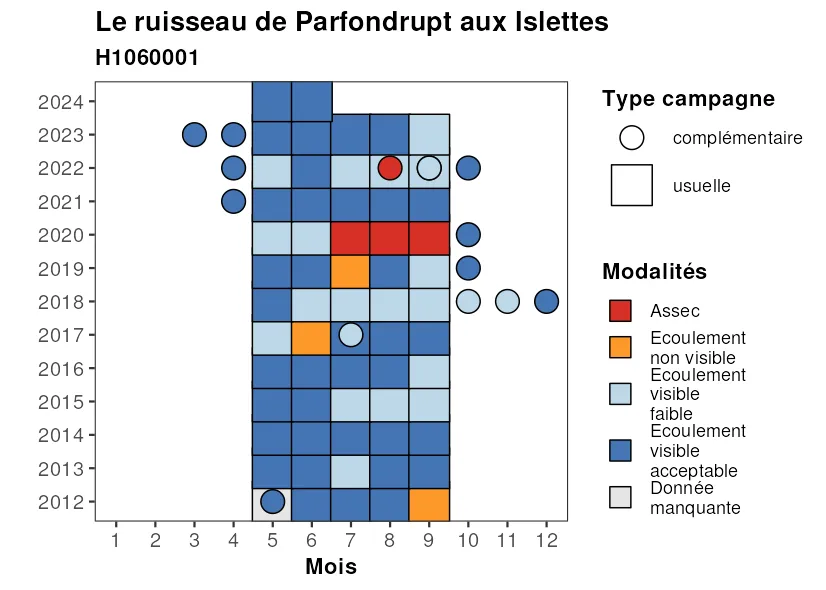 Le ruisseau de Parfondrupt aux Islettes
H1060001
2024
2023
2022
2021
2020
2019
2018
2017
2016
2015
2014
2013
2012
1 2 3 4 5 6 7 8 9 10 11 12
Mois
Type campagne
complémentaire
usuelle
Modalités
Assec
Ecoulement
non visible
Ecoulement
visible
faible
Ecoulement
visible
acceptable
Donnée
manquante